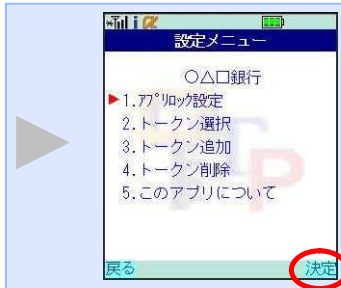 設定メニュー
○△□銀行
1.ｱﾌﾟﾘﾛｯｸ設定
2.トークン選択
3.トークン追加
4.トークン削除
5.このアプリについて
戻る 決定